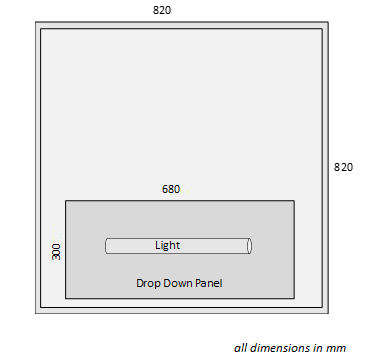 820
820
680
300
Light
Drop Down Panel
all dimensions in mm